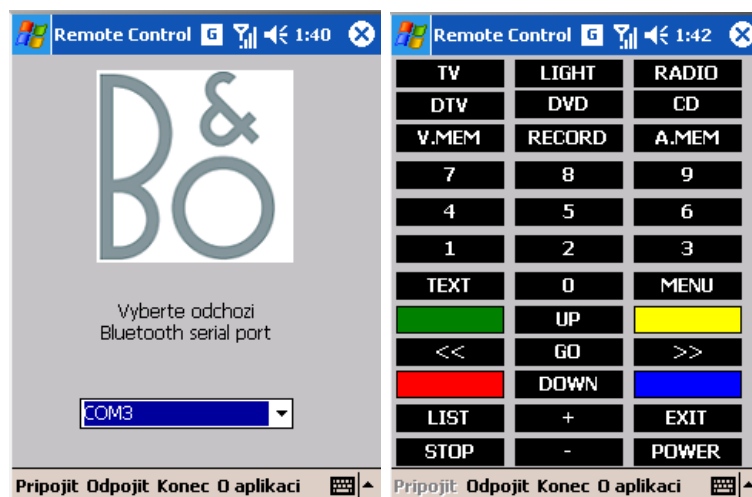 Remote Control G 1:40
B&O
Vyberte odchozi
Bluetooth serial port
COM3
Pripojit Odpojit Konec O aplikaci
Remote Control G 1:42
TV LIGHT RADIO
DTV DVD CD
V.MEM RECORD A.MEM
7 8 9
4 5 6
1 2 3
TEXT 0 MENU
UP
<< GO >>
DOWN
LIST + EXIT
STOP - POWER
Pripojit Odpojit Konec O aplikaci